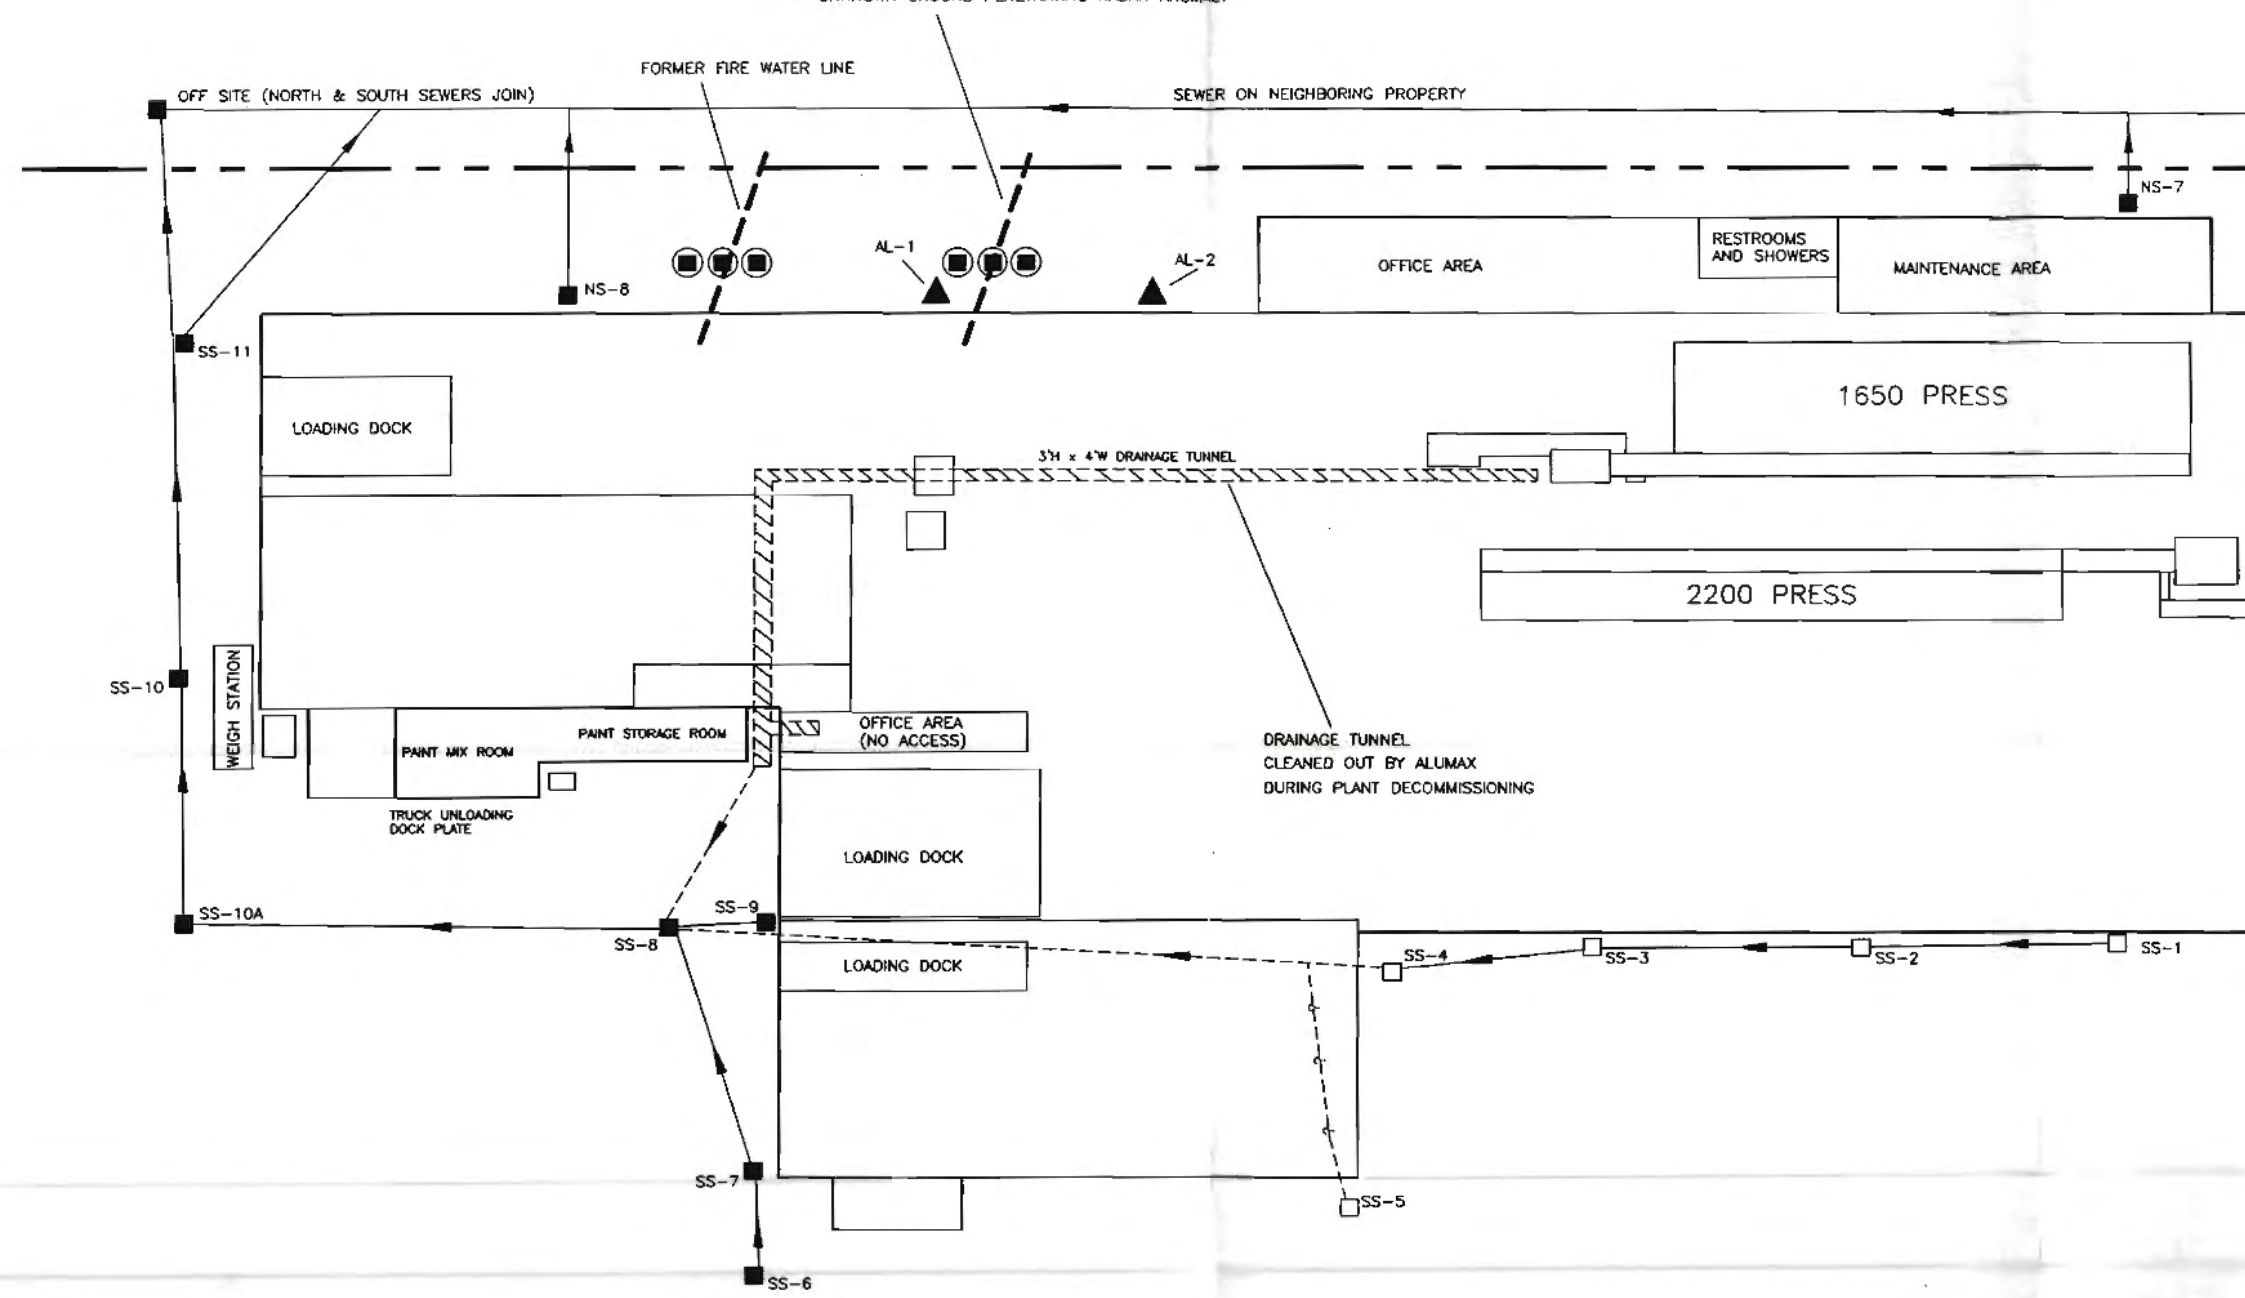 FORMER FIRE WATER LINE
OFF SITE (NORTH & SOUTH SEWERS JOIN)
SEWER ON NEIGHBORING PROPERTY
NS-7
AL-1
AL-2
NS-8
OFFICE AREA
RESTROOMS
AND SHOWERS
MAINTENANCE AREA
SS-11
1650 PRESS
LOADING DOCK
3'H x 4'W DRAINAGE TUNNEL
2200 PRESS
SS-10
WEIGH STATION
PAINT MIX ROOM
PAINT STORAGE ROOM
OFFICE AREA
(NO ACCESS)
DRAINAGE TUNNEL
CLEANED OUT BY ALUMAX
DURING PLANT DECOMMISSIONING
TRUCK UNLOADING
DOCK PLATE
LOADING DOCK
SS-10A
SS-9
SS-8
LOADING DOCK
SS-4
SS-3
SS-2
SS-1
?
?
?
SS-7
SS-5
SS-6